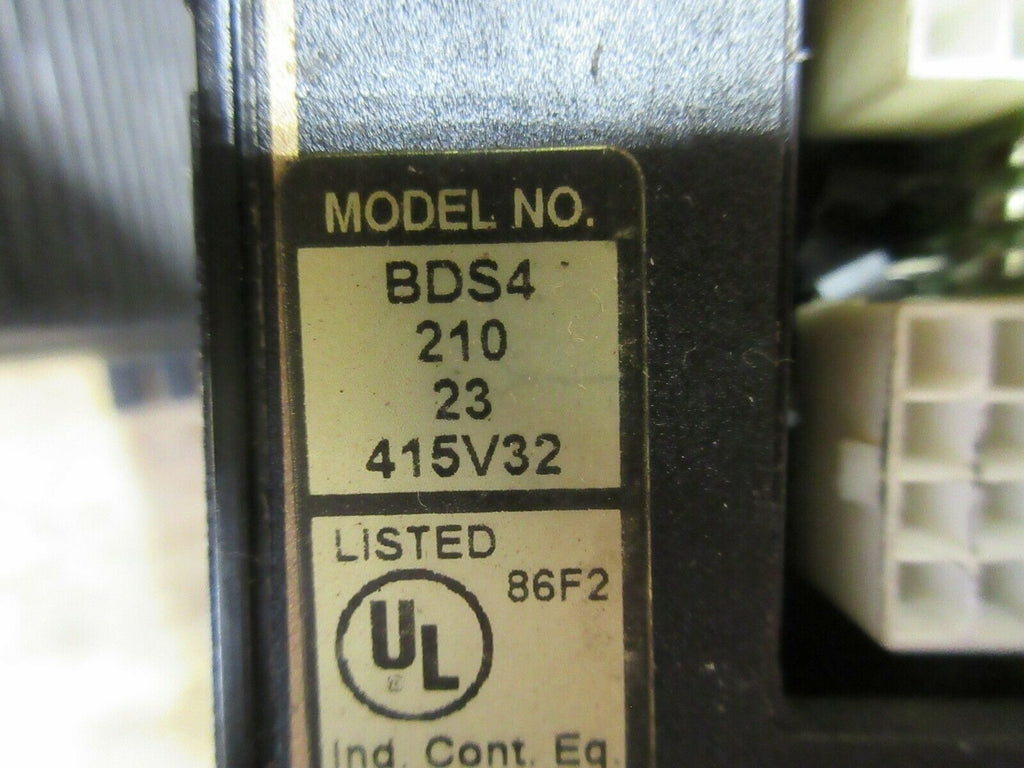 MODEL NO.
BDS4
210
23
415V32
LISTED
86F2
UL
Ind. Cont. Eq.